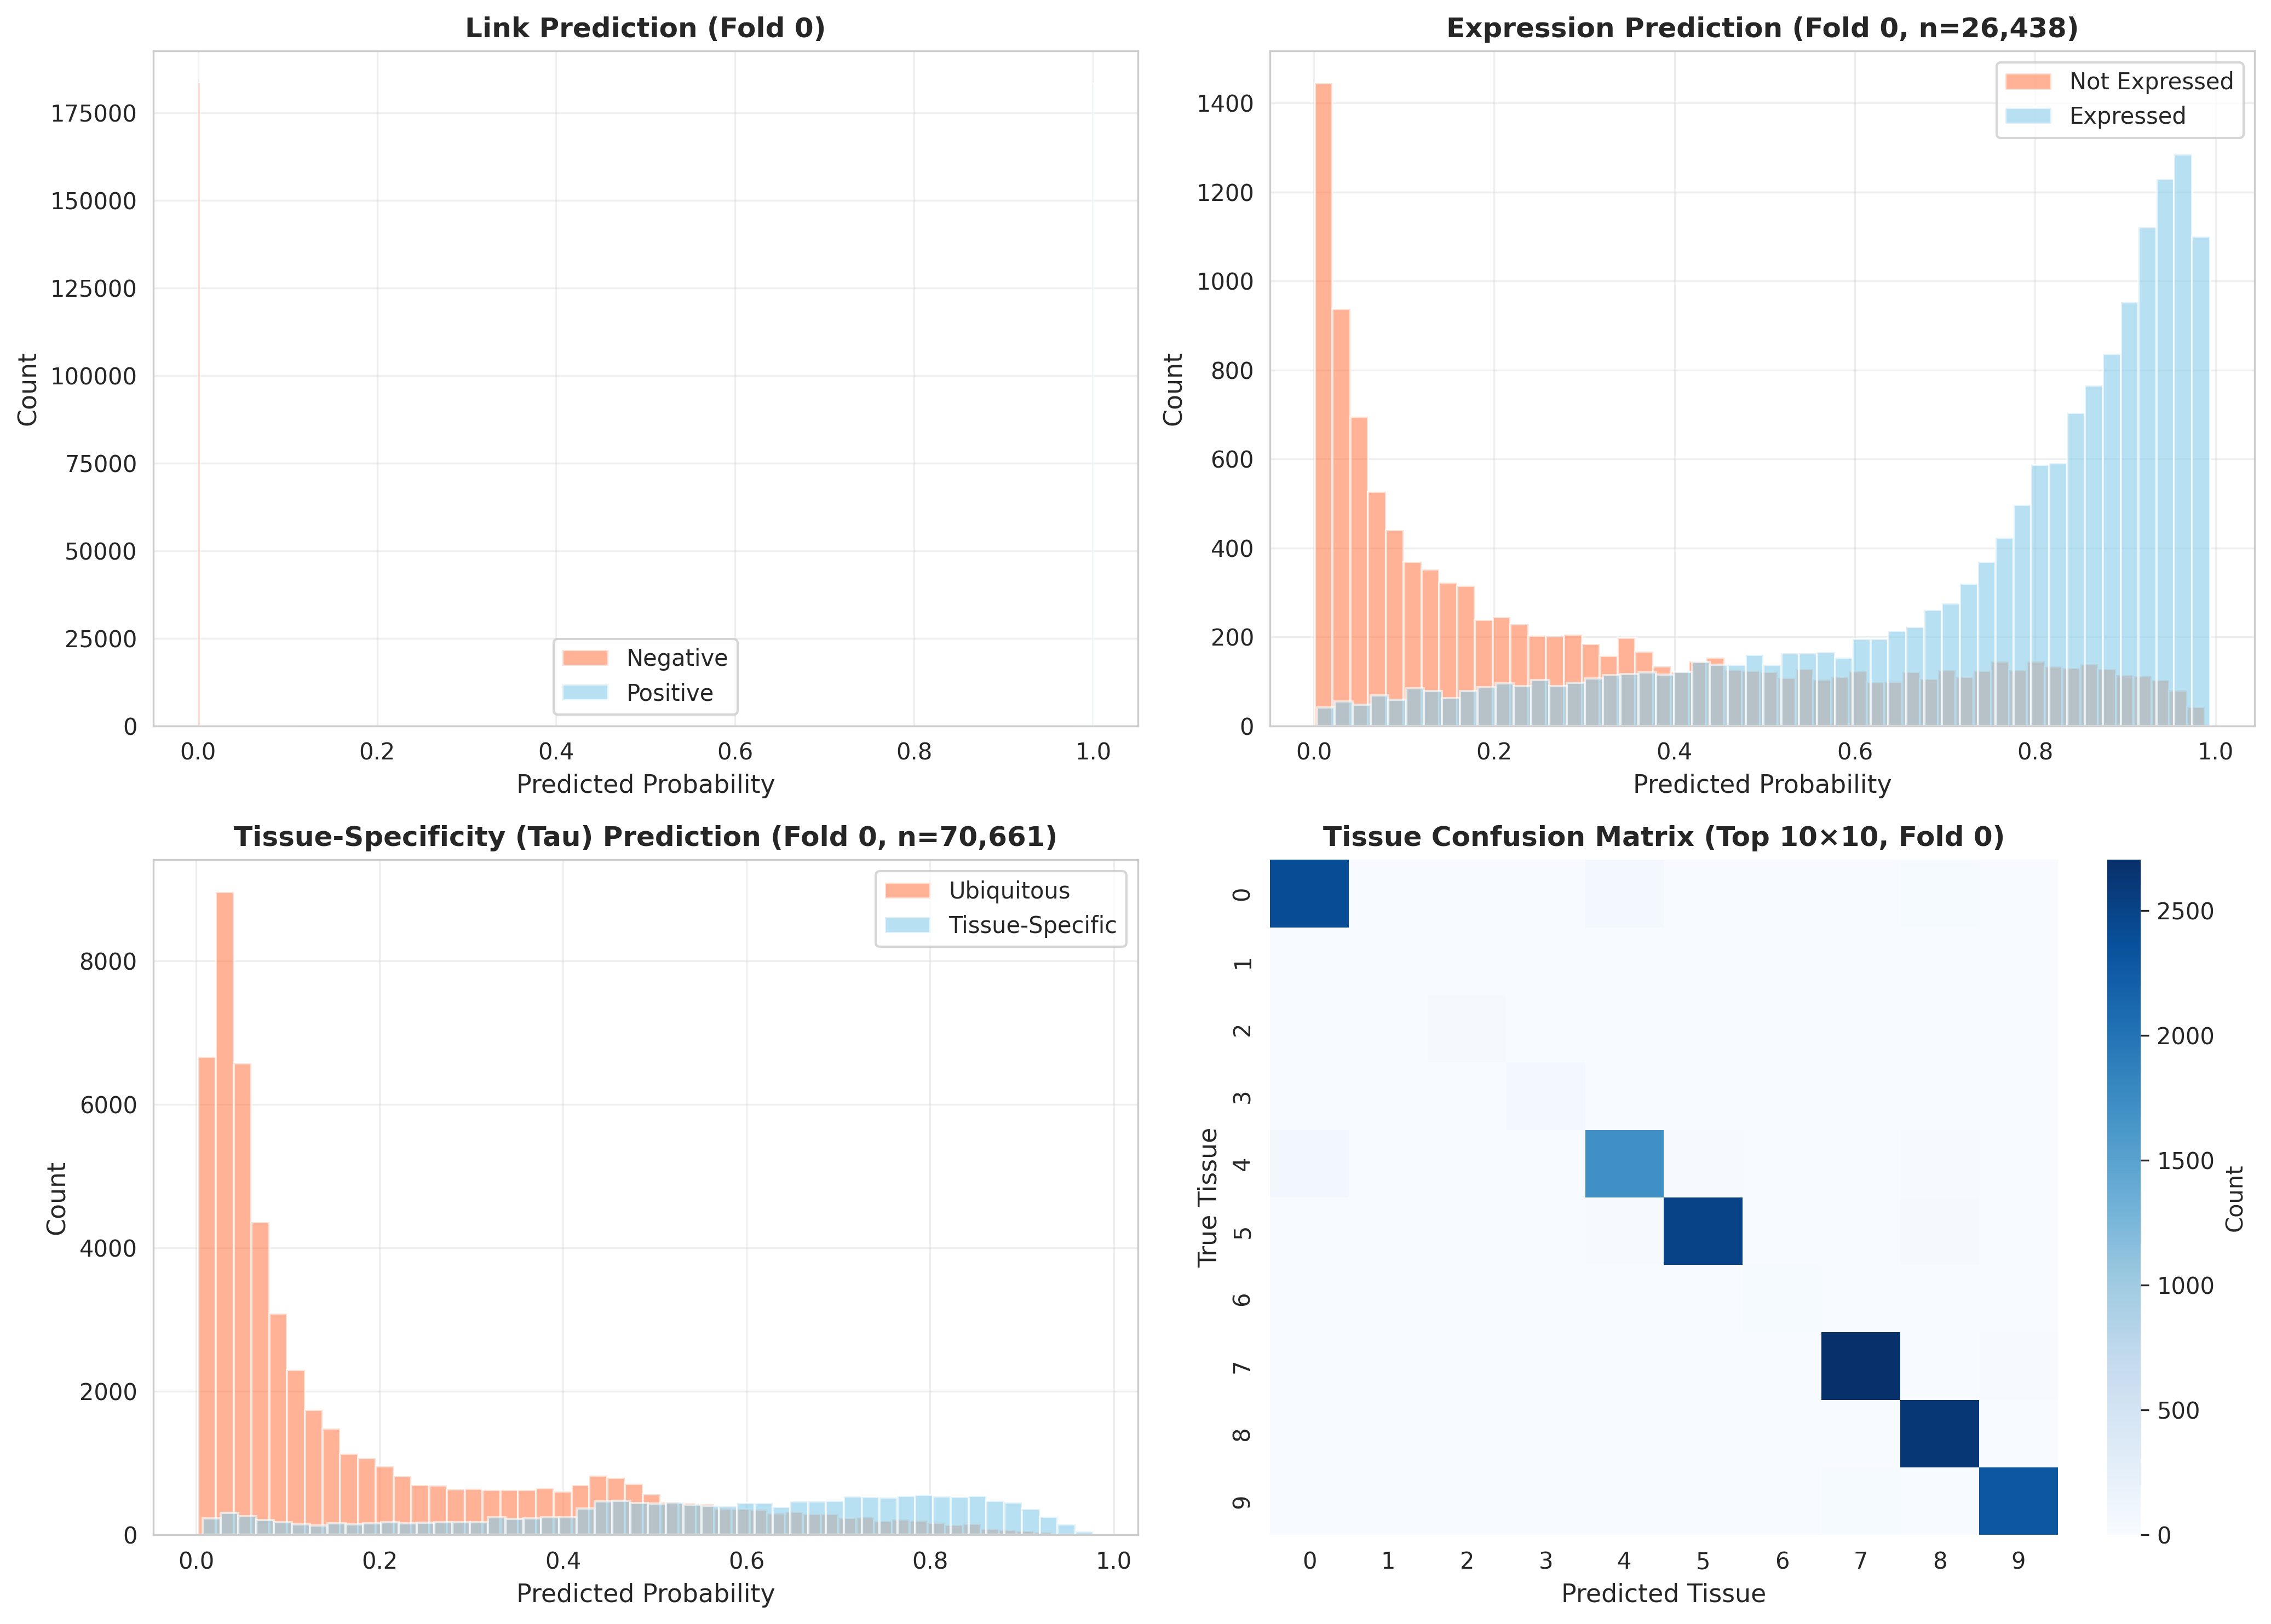 Link Prediction (Fold 0)
Count
175000
150000
125000
100000
75000
50000
25000
0
Negative
Positive
0.0 0.2 0.4 0.6 0.8 1.0
Predicted Probability
Expression Prediction (Fold 0, n=26,438)
Count
1400
1200
1000
800
600
400
200
0
Not Expressed
Expressed
0.0 0.2 0.4 0.6 0.8 1.0
Predicted Probability
Tissue-Specificity (Tau) Prediction (Fold 0, n=70,661)
Count
8000
6000
4000
2000
0
Ubiquitous
Tissue-Specific
0.0 0.2 0.4 0.6 0.8 1.0
Predicted Probability
Tissue Confusion Matrix (Top 10×10, Fold 0)
True Tissue
0
1
2
3
4
5
6
7
8
9
0 1 2 3 4 5 6 7 8 9
Predicted Tissue
2500
2000
1500
1000
500
0
Count